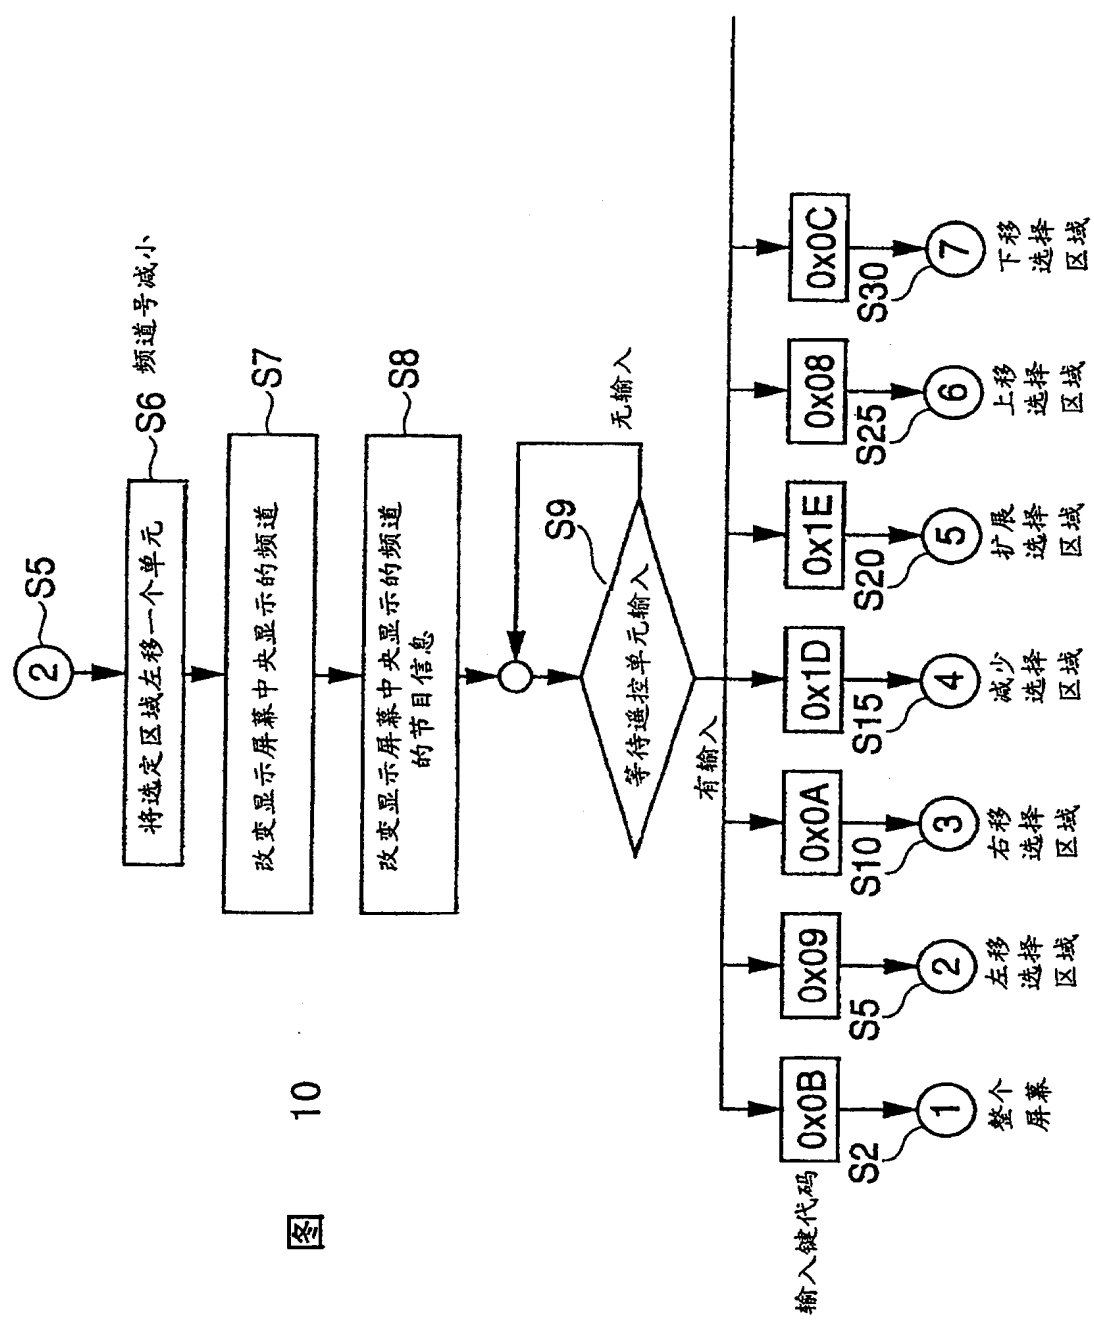 图 10
② S5
将选定区域左移一个单元
S6
频道号减小
改变显示屏幕中央显示的频道
S7
改变显示屏幕中央显示的频道
的节目信息
S8
等待遥控单元输入
S9
无输入
有输入
输入键代码
0x0B
0x09
0x0A
0x1D
0x1E
0x08
0x0C
S2
S5
S10
S15
S20
S25
S30
①
②
③
④
⑤
⑥
⑦
整个
屏幕
左移
选择
区域
右移
选择
区域
减少
选择
区域
扩展
选择
区域
上移
选择
区域
下移
选择
区域